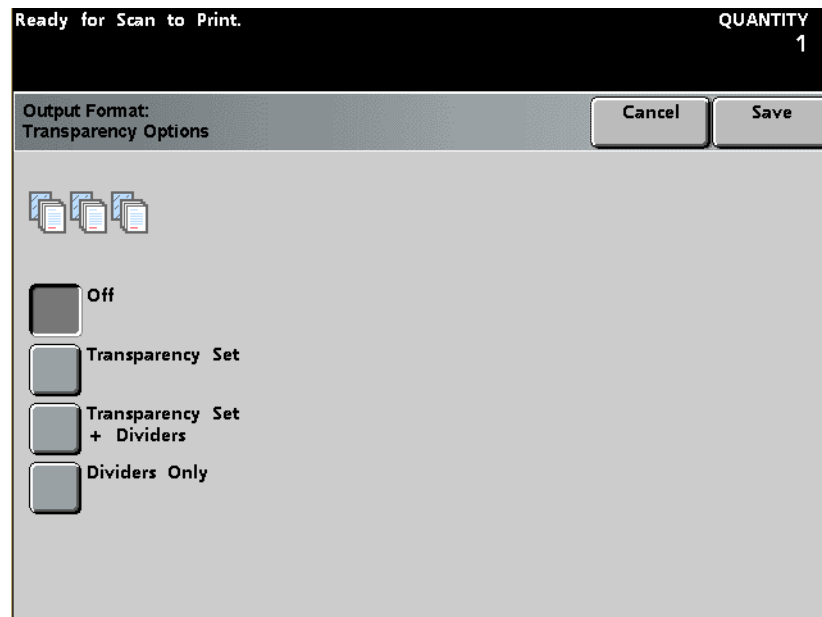 Ready for Scan to Print.
QUANTITY
1
Output Format:
Transparency Options
Cancel
Save
Off
Transparency Set
Transparency Set
+ Dividers
Dividers Only